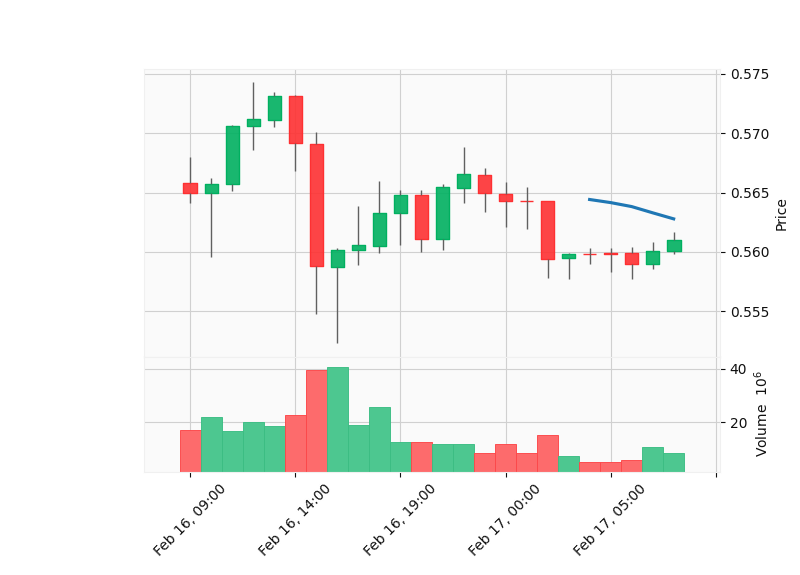 0.575
0.570
0.565
0.560
0.555
Price
40
20
Volume 10⁶
Feb 16, 09:00
Feb 16, 14:00
Feb 16, 19:00
Feb 17, 00:00
Feb 17, 05:00